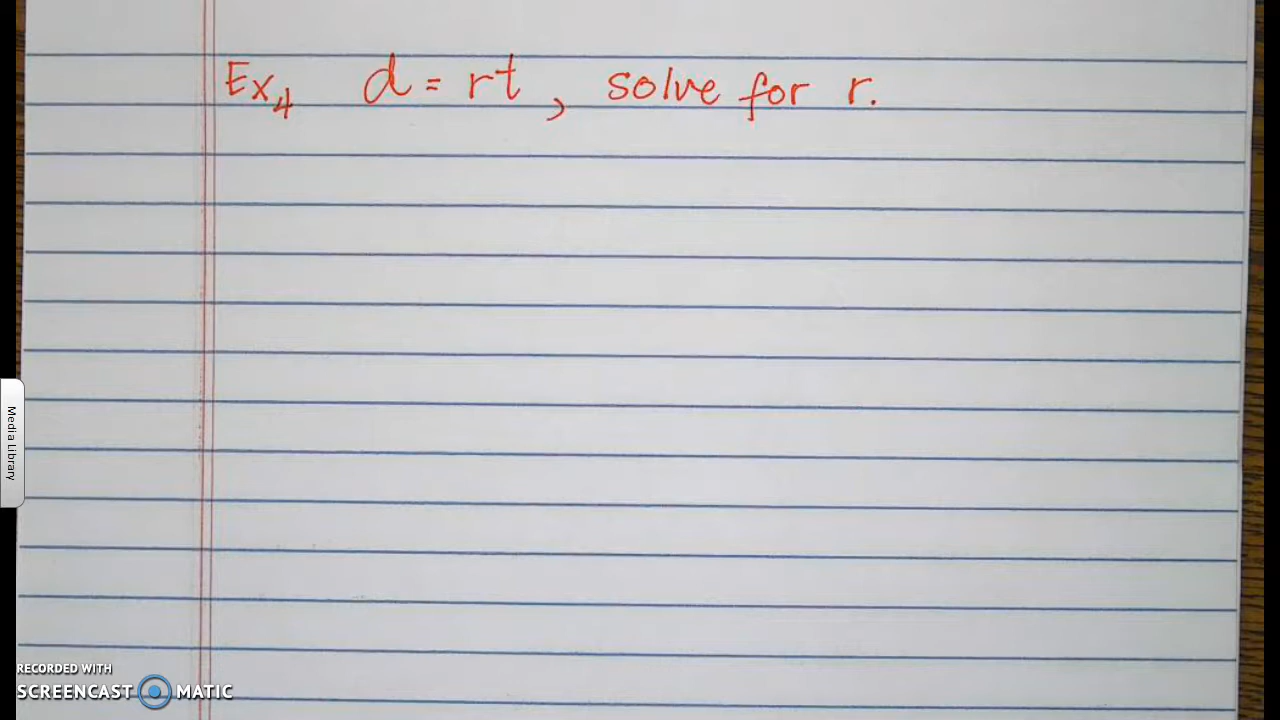 Ex4 d = rt, solve for r.
Media Library
RECORDED WITH
SCREENCAST MATIC